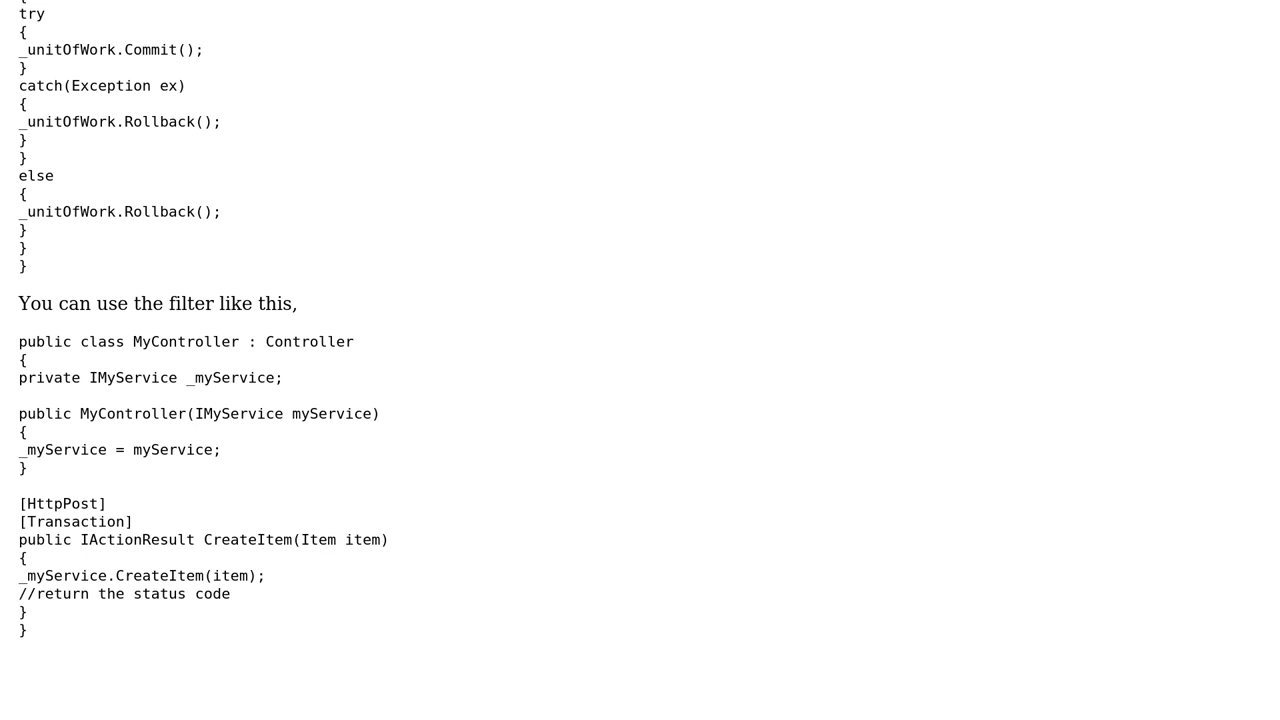 {
try
{
_unitOfWork.Commit();
}
catch(Exception ex)
{
_unitOfWork.Rollback();
}
}
else
{
_unitOfWork.Rollback();
}
}
}
You can use the filter like this,
public class MyController : Controller
{
private IMyService _myService;
public MyController(IMyService myService)
{
_myService = myService;
}
[HttpPost]
[Transaction]
public IActionResult CreateItem(Item item)
{
_myService.CreateItem(item);
//return the status code
}
}